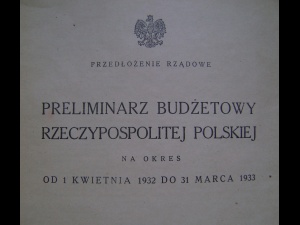 PRZEDŁOŻENIE RZĄDOWE
PRELIMINARZ BUDŻETOWY
RZECZYPOSPOLITEJ POLSKIEJ
NA OKRES
OD 1 KWIETNIA 1932 DO 31 MARCA 1933